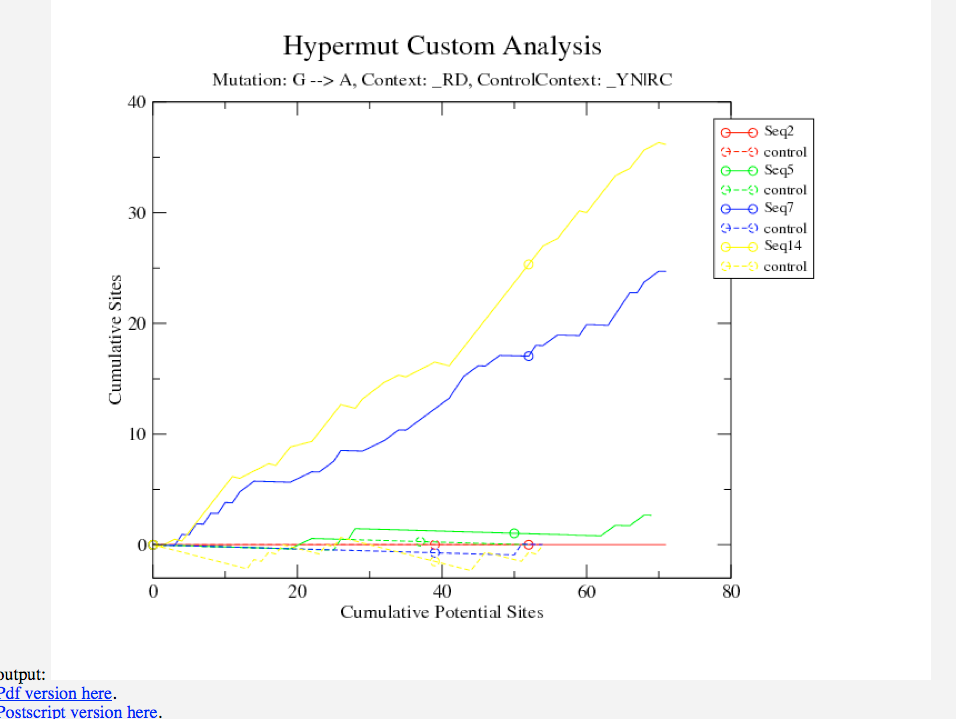 Hypermut Custom Analysis
Mutation: G --> A, Context: _RD, ControlContext: _YN|RC
40
30
20
10
0
Cumulative Sites
0 20 40 60 80
Cumulative Potential Sites
Seq2
control
Seq5
control
Seq7
control
Seq14
control
output:
Pdf version here.
Postscript version here.